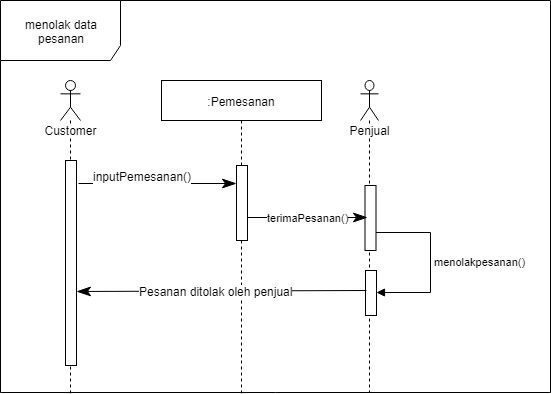 menolak data
pesanan
:Pemesanan
Customer
Penjual
inputPemesanan()
terimaPesanan()
menolakpesanan()
Pesanan ditolak oleh penjual